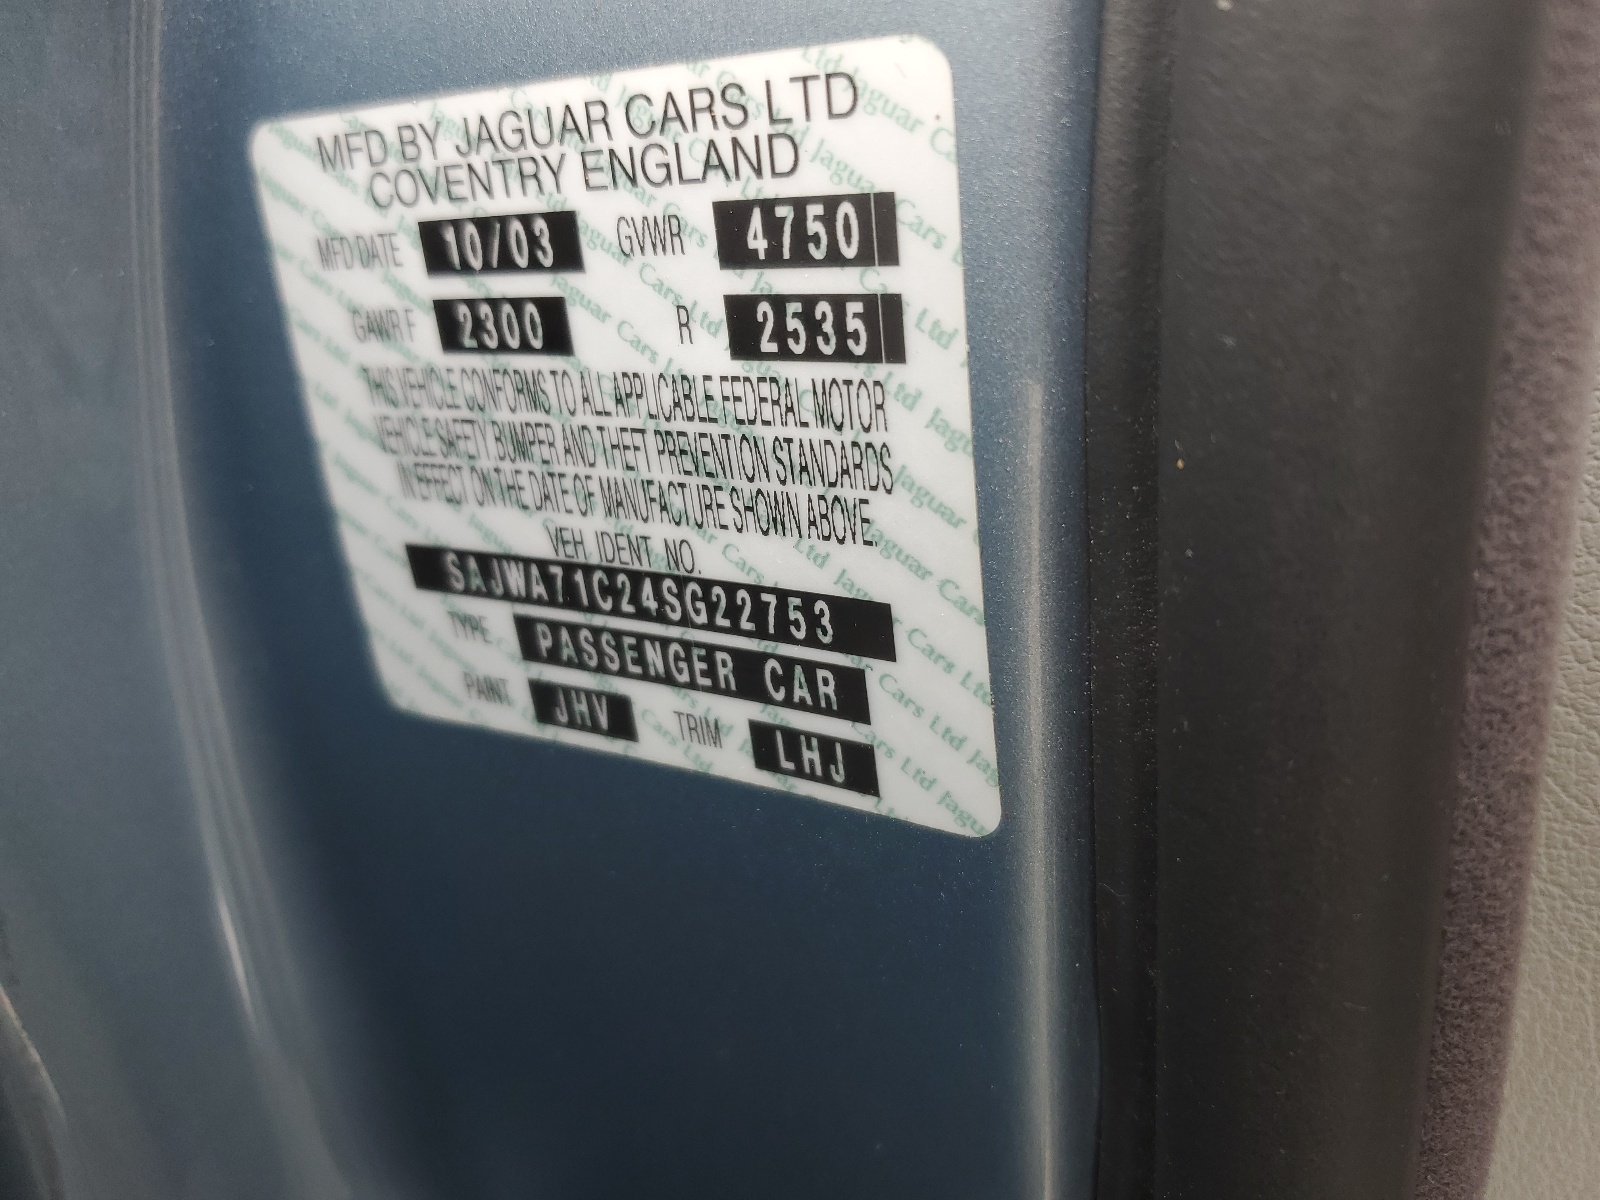 MFD BY JAGUAR CARS LTD
COVENTRY ENGLAND
MFD DATE 10/03 GVWR 4750
GAWR F 2300 R 2535
THIS VEHICLE CONFORMS TO ALL APPLICABLE FEDERAL MOTOR
VEHICLE SAFETY BUMPER AND THEFT PREVENTION STANDARDS
IN EFFECT ON THE DATE OF MANUFACTURE SHOWN ABOVE.
VEH. IDENT. NO.
SAJWA71C24SG22753
TYPE PASSENGER CAR
PAINT JHV TRIM LHJ